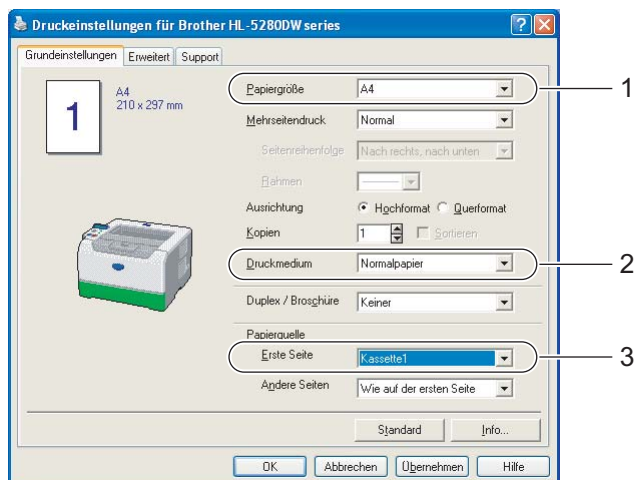 Druckeinstellungen für Brother HL-5280DW series
Grundeinstellungen Erweitert Support
A4
210 x 297 mm
1
Papiergröße A4 1
Mehrseitendruck Normal
Seitenreihenfolge Nach rechts, nach unten
Rahmen
Ausrichtung Hochformat Querformat
Kopien 1 Sortieren
Druckmedium Normalpapier 2
Duplex / Broschüre Keiner
Papierquelle
Erste Seite Kassette1 3
Andere Seiten Wie auf der ersten Seite
Standard Info...
OK Abbrechen Übernehmen Hilfe